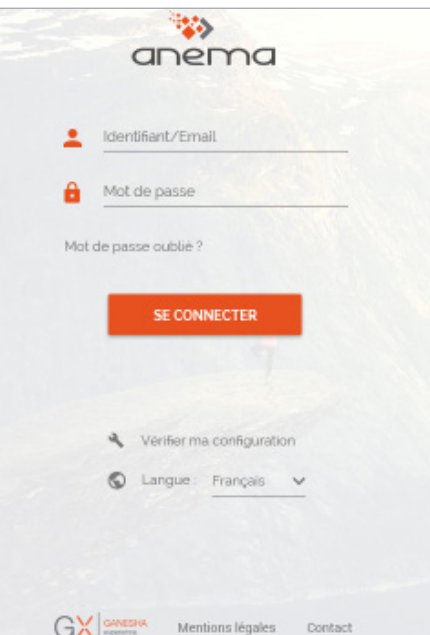 anema
Identifiant/Email
Mot de passe
Mot de passe oublié ?
SE CONNECTER
Vérifier ma configuration
Langue : Français
GX GANESHA Mentions légales Contact